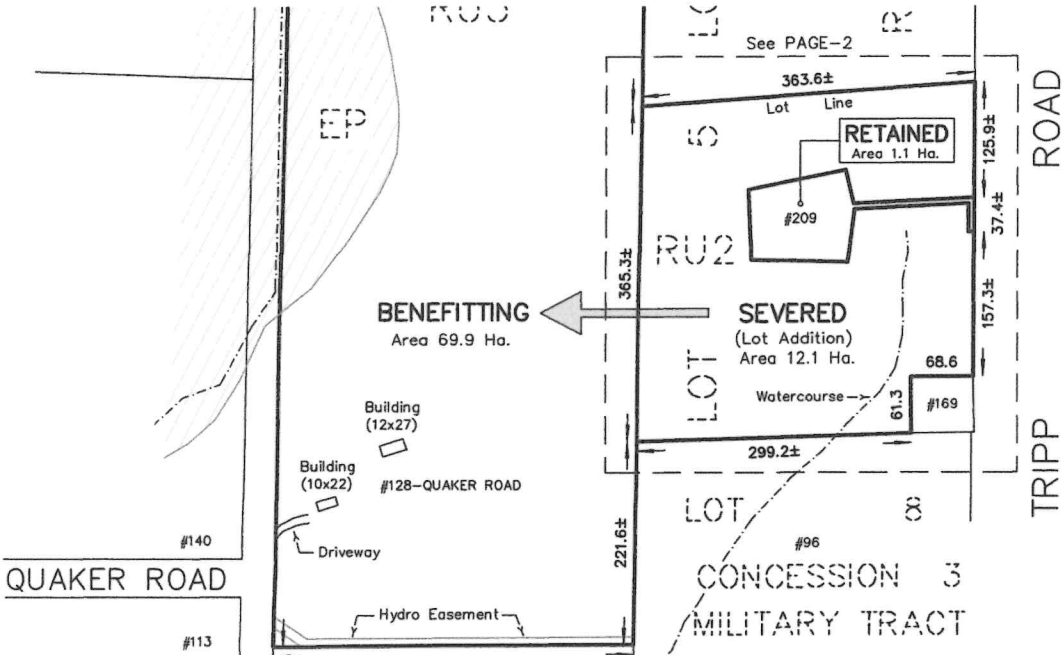 RU3
See PAGE-2
363.6±
Lot Line
ROAD
EP
5
RETAINED
Area 1.1 Ha.
125.9±
#209
37.4±
RU2
365.3±
BENEFITTING
Area 69.9 Ha.
SEVERED
(Lot Addition)
Area 12.1 Ha.
157.3±
LOT
68.6
Watercourse
61.3
#169
Building
(12x27)
299.2±
TRIPP
Building
(10x22)
#128-QUAKER ROAD
LOT 8
#140
Driveway
221.6±
#96
QUAKER ROAD
CONCESSION 3
Hydro Easement
MILITARY TRACT
#113